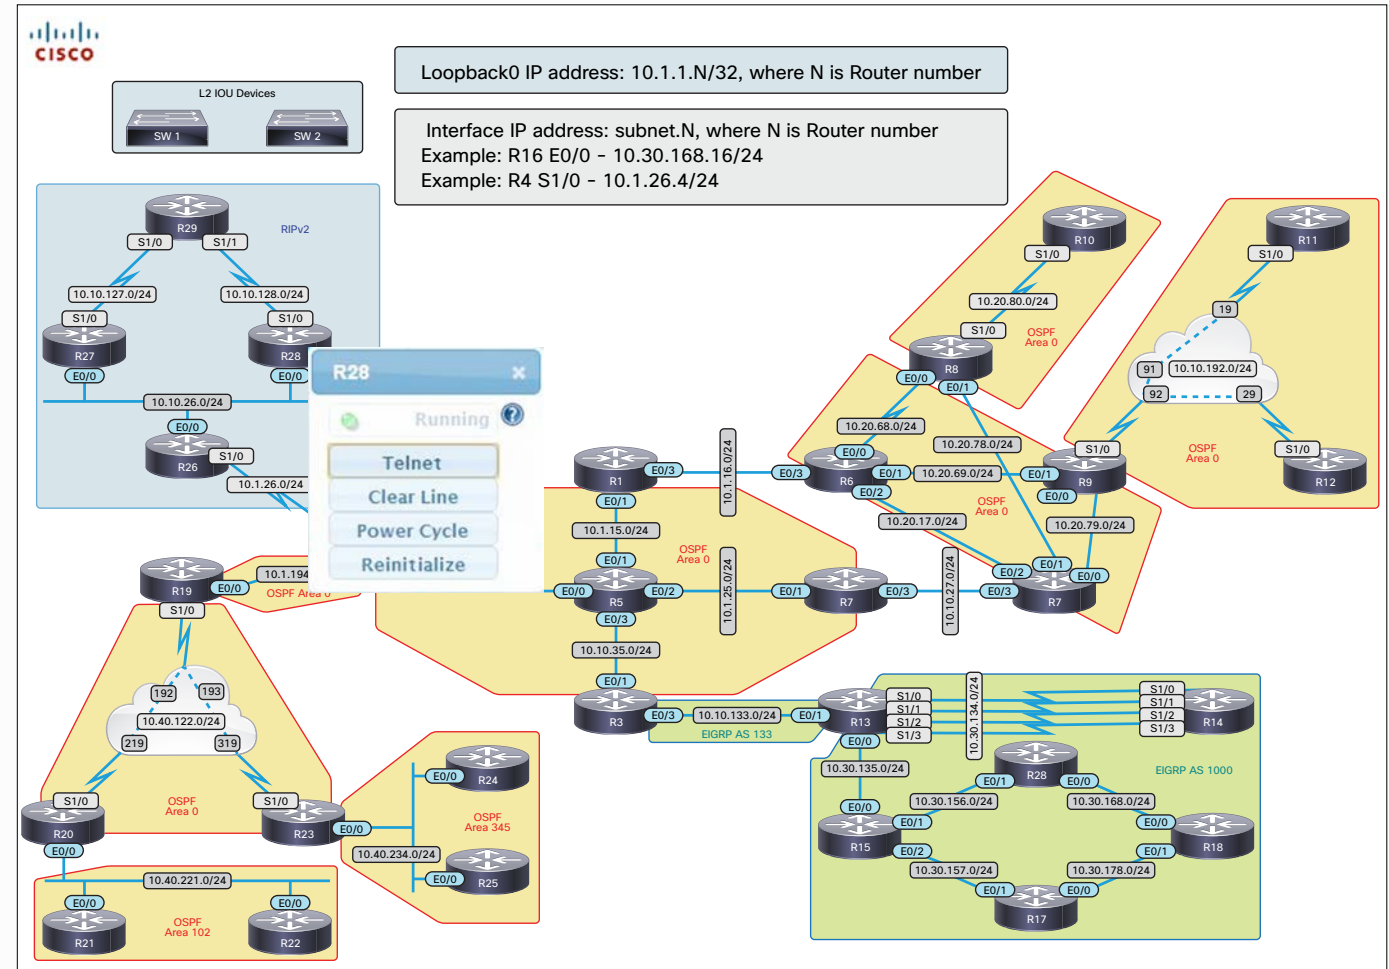 CISCO
Loopback0 IP address: 10.1.1.N/32, where N is Router number
L2 IOU Devices
SW 1
SW 2
Interface IP address: subnet.N, where N is Router number
Example: R16 E0/0 - 10.30.168.16/24
Example: R4 S1/0 - 10.1.26.4/24
R29
RIPv2
S1/0
S1/1
10.10.127.0/24
10.10.128.0/24
S1/0
S1/0
R27
R28
E0/0
E0/0
10.10.26.0/24
E0/0
R26
S1/0
10.1.26.0/24
R28
×
Running
?
Telnet
Clear Line
Power Cycle
Reinitialize
R10
S1/0
10.20.80.0/24
S1/0
OSPF
Area 0
R8
E0/0
E0/1
R11
S1/0
19
91
10.10.192.0/24
92
29
S1/0
OSPF
Area 0
S1/0
R12
10.20.68.0/24
10.20.78.0/24
E0/0
R6
E0/3
E0/1
10.20.69.0/24
E0/1
R9
E0/0
E0/2
OSPF
Area 0
10.20.17.0/24
10.20.79.0/24
E0/2
E0/1
E0/0
E0/3
R7
R1
E0/3
10.1.16.0/24
E0/1
10.1.15.0/24
OSPF
Area 0
E0/1
E0/0
R5
E0/2
10.1.25.0/24
E0/1
R7
E0/3
10.10.27.0/24
E0/3
10.10.35.0/24
E0/1
R3
E0/3
10.10.133.0/24
E0/1
EIGRP AS 133
R19
E0/0
10.1.194
OSPF Area 0
S1/0
192
193
10.40.122.0/24
219
319
S1/0
OSPF
Area 0
S1/0
R20
R23
E0/0
E0/0
10.40.221.0/24
E0/0
E0/0
R21
OSPF
Area 102
R22
R24
E0/0
OSPF
Area 345
10.40.234.0/24
E0/0
R25
R13
S1/0
S1/1
S1/2
S1/3
10.30.134.0/24
S1/0
S1/1
S1/2
S1/3
R14
E0/0
10.30.135.0/24
EIGRP AS 1000
E0/0
R15
E0/1
E0/2
10.30.156.0/24
E0/1
R28
E0/0
10.30.168.0/24
E0/0
R18
E0/1
10.30.157.0/24
10.30.178.0/24
E0/1
E0/0
R17